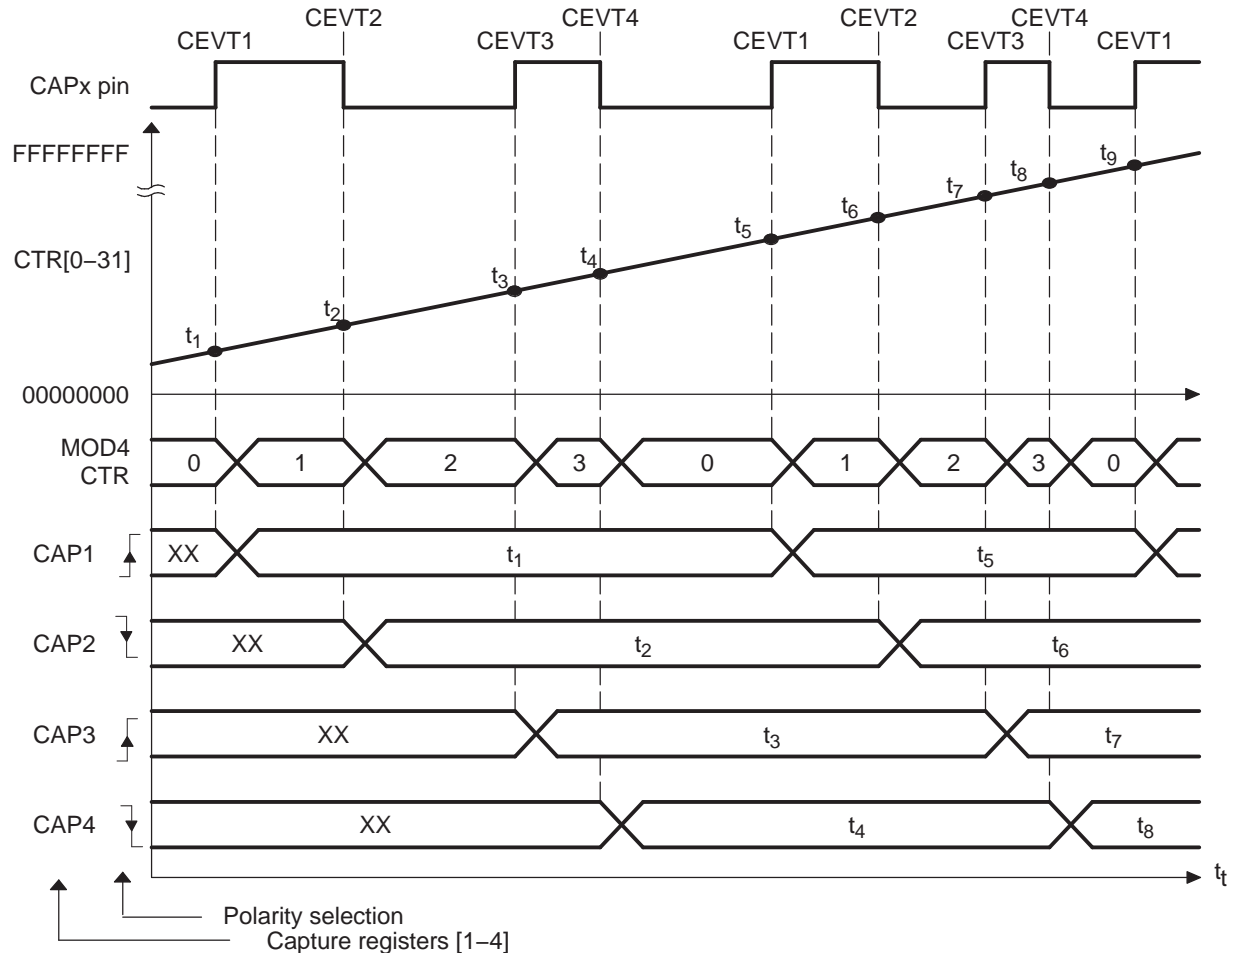 CEVT2 CEVT4 CEVT2 CEVT4
CEVT1 CEVT3 CEVT1 CEVT3 CEVT1
CAPx pin
FFFFFFFF
t9
t8
t7
t6
t5
CTR[0−31]
t4
t3
t2
t1
00000000
MOD4
CTR
0 1 2 3 0 1 2 3 0
CAP1 XX t1 t5
CAP2 XX t2 t6
CAP3 XX t3 t7
CAP4 XX t4 t8
tt
Polarity selection
Capture registers [1−4]